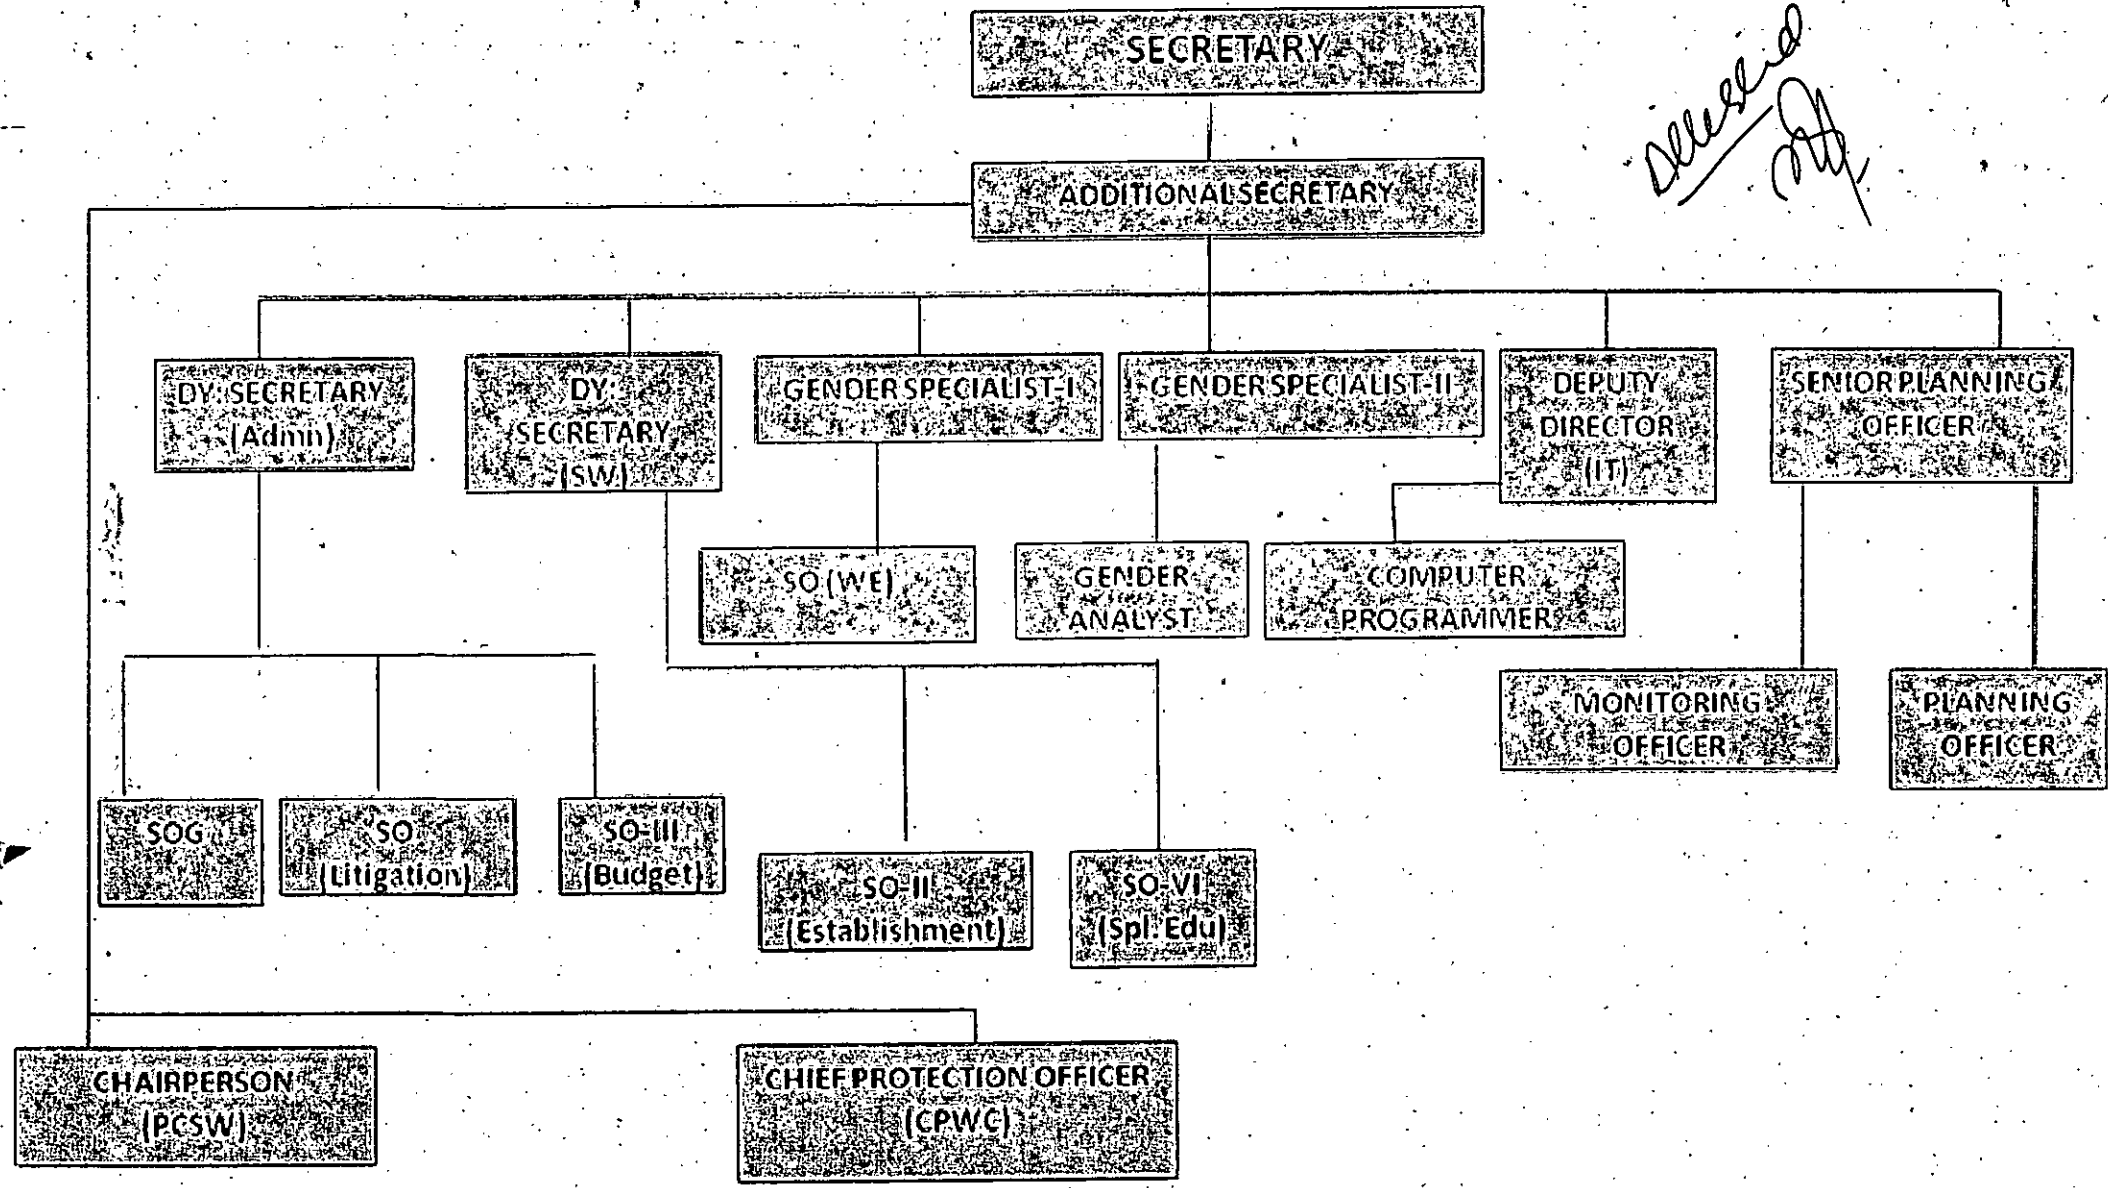 SECRETARY
ADDITIONAL SECRETARY
DY: SECRETARY
(Admn)
DY:
SECRETARY
(SW)
GENDER SPECIALIST-I
GENDER SPECIALIST-II
DEPUTY
DIRECTOR
(IT)
SENIOR PLANNING
OFFICER
SO (WE)
GENDER
ANALYST
COMPUTER
PROGRAMMER
MONITORING
OFFICER
PLANNING
OFFICER
SOG
SO
(Litigation)
SO-III
(Budget)
SO-II
(Establishment)
SO-VI
(Spl. Edu)
CHAIRPERSON
(PCSW)
CHIEF PROTECTION OFFICER
(CPWC)